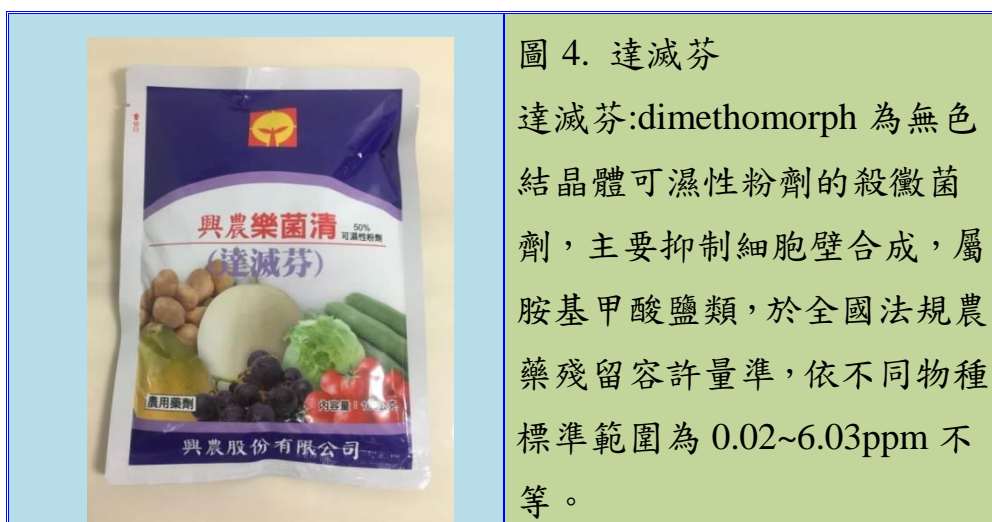 興農樂菌清
50%
可濕性粉劑
(達滅芬)
農用藥劑
內容量：1
興農股份有限公司
圖 4. 達滅芬
達滅芬:dimethomorph 為無色
結晶體可濕性粉劑的殺黴菌
劑，主要抑制細胞壁合成，屬
胺基甲酸鹽類，於全國法規農
藥殘留容許量準，依不同物種
標準範圍為 0.02~6.03ppm 不
等。